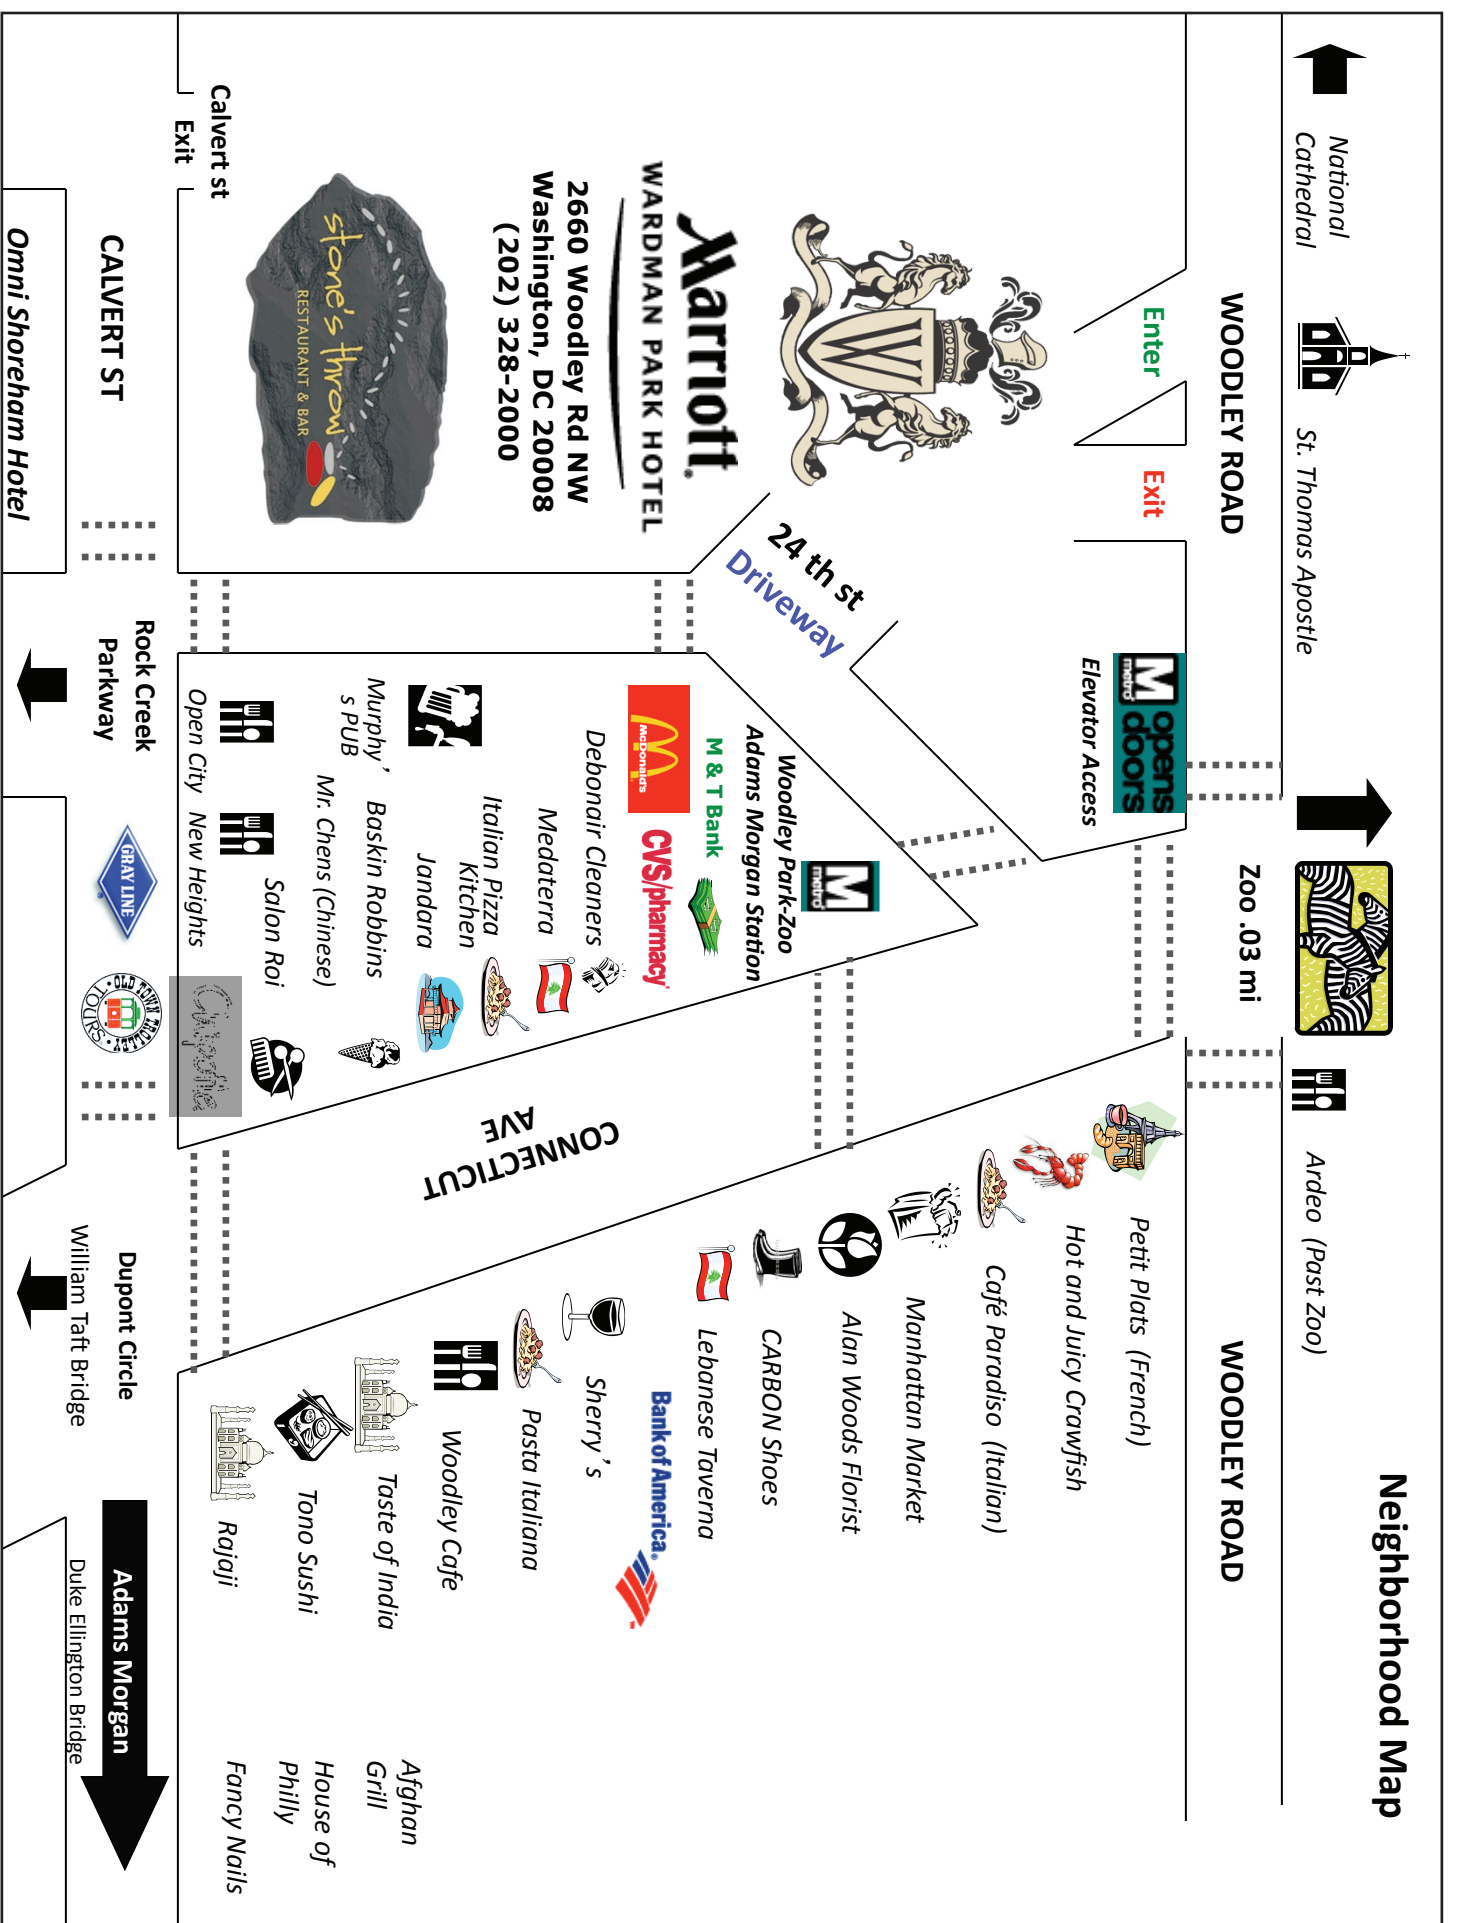 Neighborhood Map
National
Cathedral
St. Thomas Apostle
Ardeo (Past Zoo)
WOODLEY ROAD
Zoo .03 mi
WOODLEY ROAD
Enter
Exit
M
metro
opens
doors
Elevator Access
24 th st
Driveway
W
Marriott®
WARDMAN PARK HOTEL
2660 Woodley Rd NW
Washington, DC 20008
(202) 328-2000
stone's throw
RESTAURANT & BAR
Calvert st
Exit
M
metro
Woodley Park-Zoo
Adams Morgan Station
M & T Bank
McDonald's
CVS/pharmacy
Debonair Cleaners
Medaterra
Italian Pizza
Kitchen
Jandara
Murphy’
s PUB
Baskin Robbins
Mr. Chens (Chinese)
Salon Roi
Open City
New Heights
CONNECTICUT
AVE
Petit Plats (French)
Hot and Juicy Crawfish
Café Paradiso (Italian)
Manhattan Market
Alan Woods Florist
CARBON Shoes
Lebanese Taverna
Bank of America®
Sherry’s
Pasta Italiana
Woodley Cafe
Taste of India
Tono Sushi
Rajaji
Afghan
Grill
House of
Philly
Fancy Nails
CALVERT ST
Rock Creek
Parkway
GRAY LINE
OLD TOWN TROLLEY
TOURS
Dupont Circle
William Taft Bridge
Adams Morgan
Duke Ellington Bridge
Omni Shoreham Hotel